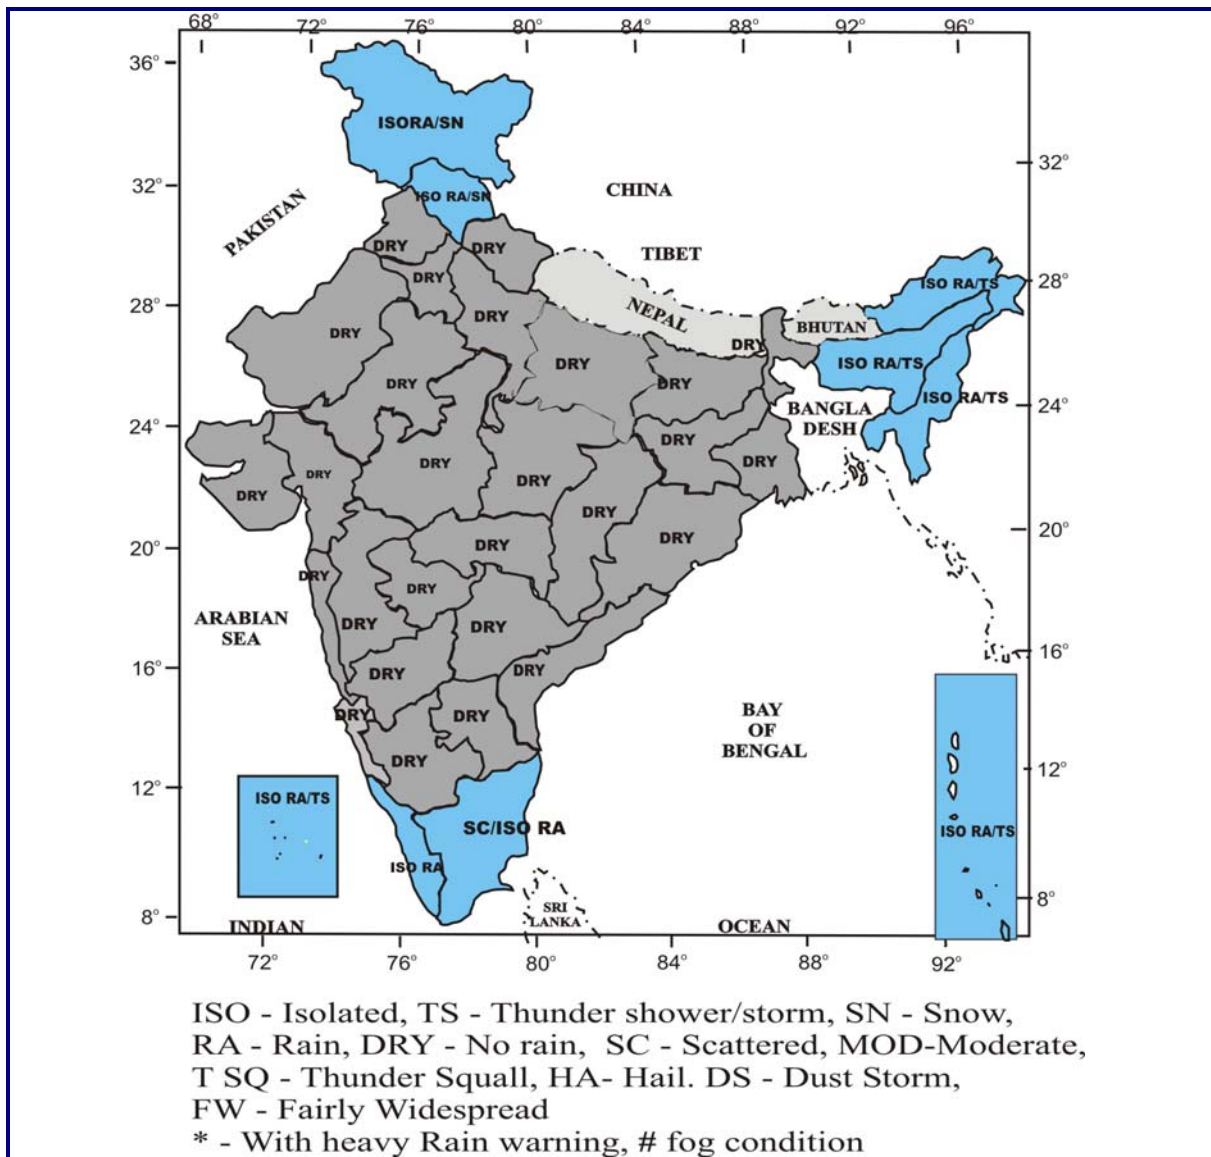 68° 72° 76° 80° 84° 88° 92° 96°
36°
ISORA/SN
32°
32°
CHINA
ISO RA/SN
PAKISTAN
DRY DRY
TIBET
DRY
28°
ISO RA/TS
28°
NEPAL
DRY
BHUTAN
DRY
DRY
DRY
ISO RA/TS
DRY
DRY
DRY
ISO RA/TS
24°
BANGLA
DESH
24°
DRY
DRY
DRY
DRY
DRY
DRY
DRY
20°
DRY
DRY
DRY
20°
DRY
DRY
ARABIAN
SEA
DRY
DRY
16°
16°
DRY
DRY
DRY
DRY
BAY
OF
BENGAL
DRY
12°
12°
ISO RA/TS
SC/ISO RA
ISO RA/TS
ISO RA
8°
8°
SRI
LANKA
INDIAN
OCEAN
72° 76° 80° 84° 88° 92°
ISO - Isolated, TS - Thunder shower/storm, SN - Snow,
RA - Rain, DRY - No rain, SC - Scattered, MOD-Moderate,
T SQ - Thunder Squall, HA- Hail. DS - Dust Storm,
FW - Fairly Widespread
* - With heavy Rain warning, # fog condition